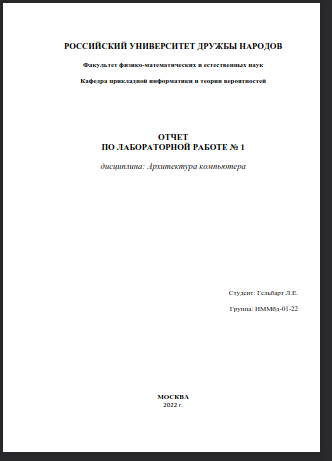 РОССИЙСКИЙ УНИВЕРСИТЕТ ДРУЖБЫ НАРОДОВ
Факультет физико-математических и естественных наук
Кафедра прикладной информатики и теории вероятностей
ОТЧЕТ
ПО ЛАБОРАТОРНОЙ РАБОТЕ № 1
дисциплина: Архитектура компьютера
Студент: Гельбарт Л.Е.
Группа: НММбд-01-22
МОСКВА
2022 г.